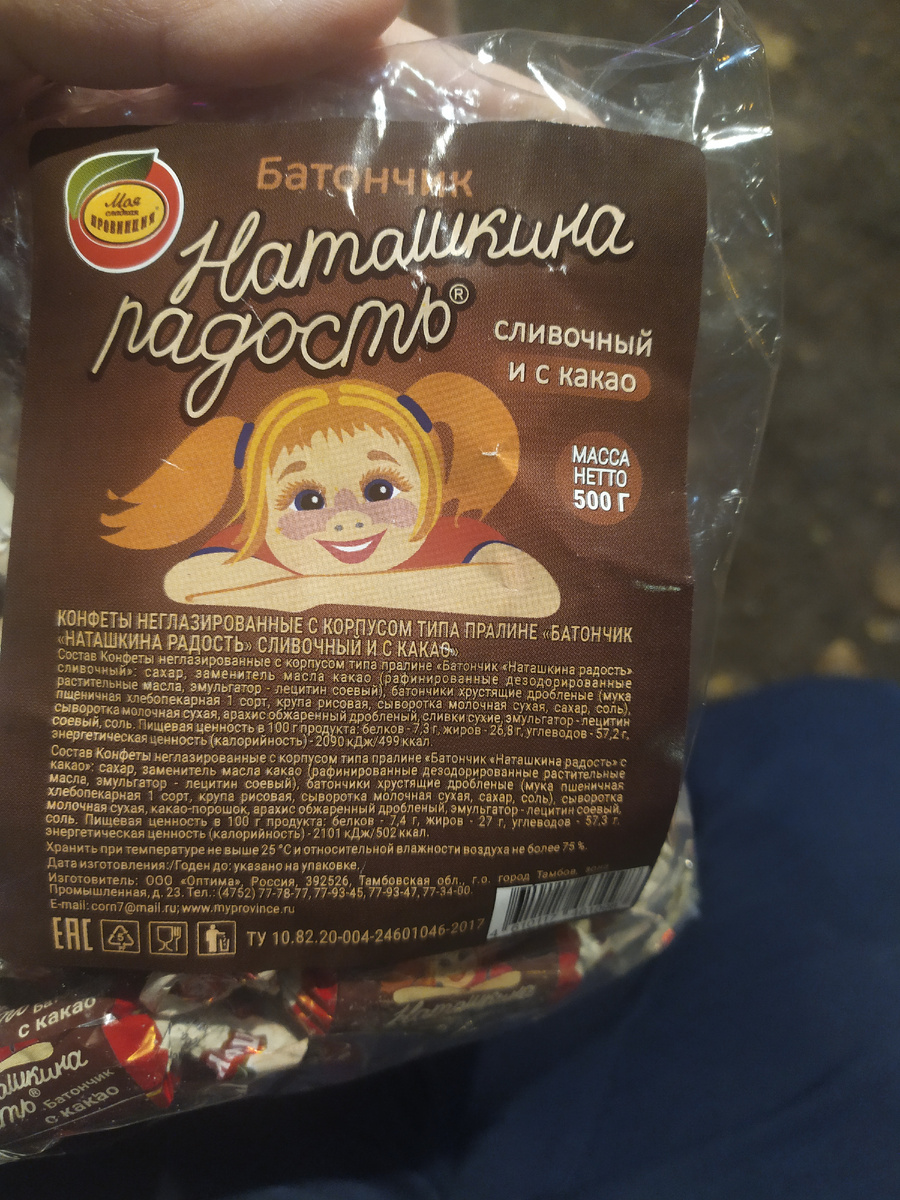 Батончик
Моя
сладкая
ПРОВИНЦИЯ
Наташкина
радость®
сливочный
и с какао
МАССА
НЕТТО
500 Г
КОНФЕТЫ НЕГЛАЗИРОВАННЫЕ С КОРПУСОМ ТИПА ПРАЛИНЕ «БАТОНЧИК
«НАТАШКИНА РАДОСТЬ» СЛИВОЧНЫЙ И С КАКАО»
Состав Конфеты неглазированные с корпусом типа пралине «Батончик «Наташкина радость»
сливочный»: сахар, заменитель масла какао (рафинированные дезодорированные
растительные масла, эмульгатор - лецитин соевый), батончики хрустящие дробленые (мука
пшеничная хлебопекарная 1 сорт, крупа рисовая, сыворотка молочная сухая, сахар, соль),
сыворотка молочная сухая, арахис обжаренный дробленый, сливки сухие, эмульгатор - лецитин
соевый, соль. Пищевая ценность в 100 г продукта: белков - 7,3 г, жиров - 26,8 г, углеводов - 57,2 г,
энергетическая ценность (калорийность) - 2090 кДж/499 ккал.
Состав Конфеты неглазированные с корпусом типа пралине «Батончик «Наташкина радость» с
какао»: сахар, заменитель масла какао (рафинированные дезодорированные растительные
масла, эмульгатор - лецитин соевый), батончики хрустящие дробленые (мука пшеничная
хлебопекарная 1 сорт, крупа рисовая, сыворотка молочная сухая, сахар, соль), сыворотка
молочная сухая, какао-порошок, арахис обжаренный дробленый, эмульгатор - лецитин соевый,
соль. Пищевая ценность в 100 г продукта: белков - 7,4 г, жиров - 27 г, углеводов - 57,3 г,
энергетическая ценность (калорийность) - 2101 кДж/502 ккал.
Хранить при температуре не выше 25 °С и относительной влажности воздуха не более 75 %.
Дата изготовления:/Годен до: указано на упаковке.
Изготовитель: ООО «Оптима», Россия, 392526, Тамбовская обл., г.о. город Тамбов,
Промышленная, д. 23. Тел.: (4752) 77-78-77, 77-93-45, 77-93-47, 77-34-00.
E-mail: corn7@mail.ru; www.myprovince.ru
EAC 5 ТУ 10.82.20-004-24601046-2017
с какао
Наташкина
ашкина
сть®
Батончик
с какао